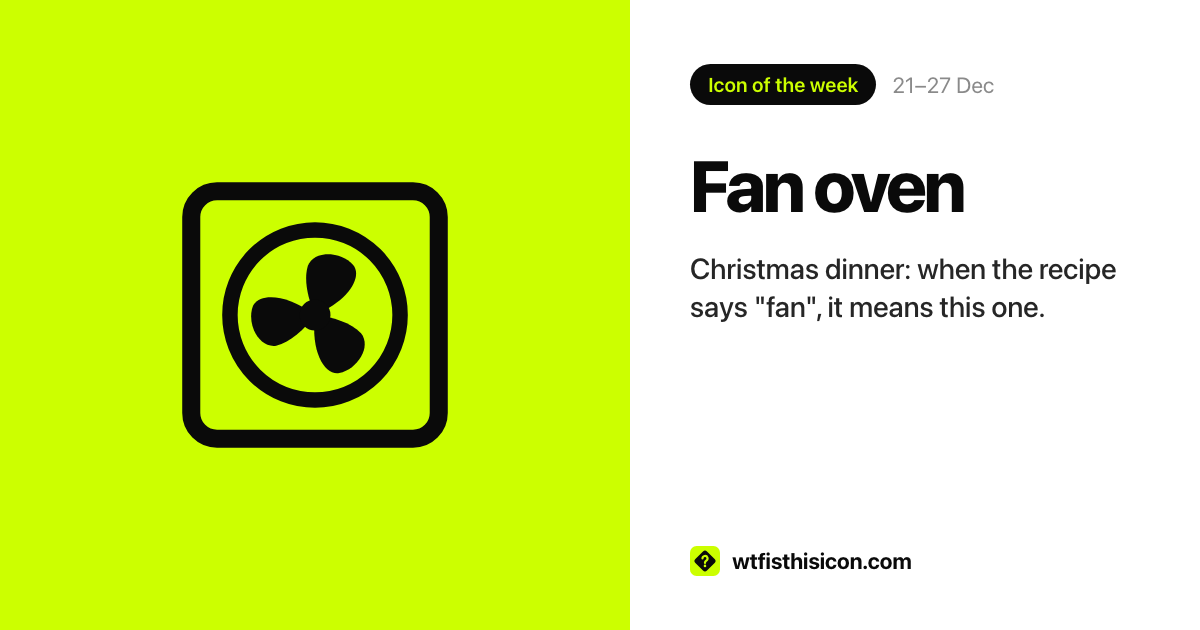 Icon of the week
21–27 Dec
Fan oven
Christmas dinner: when the recipe
says "fan", it means this one.
?
wtfisthisicon.com